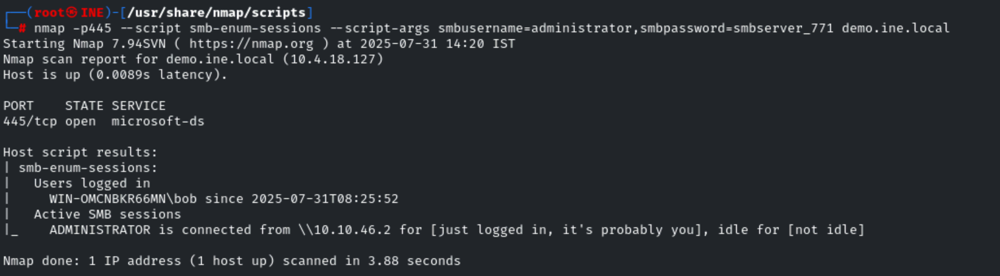 ┌──(root㉿INE)-[/usr/share/nmap/scripts]
└─# nmap -p445 --script smb-enum-sessions --script-args smbusername=administrator,smbpassword=smbserver_771 demo.ine.local
Starting Nmap 7.94SVN ( https://nmap.org ) at 2025-07-31 14:20 IST
Nmap scan report for demo.ine.local (10.4.18.127)
Host is up (0.0089s latency).

PORT    STATE SERVICE
445/tcp open  microsoft-ds

Host script results:
| smb-enum-sessions:
|   Users logged in
|     WIN-OMCNBKR66MN\bob since 2025-07-31T08:25:52
|   Active SMB sessions
|_    ADMINISTRATOR is connected from \\10.10.46.2 for [just logged in, it's probably you], idle for [not idle]

Nmap done: 1 IP address (1 host up) scanned in 3.88 seconds